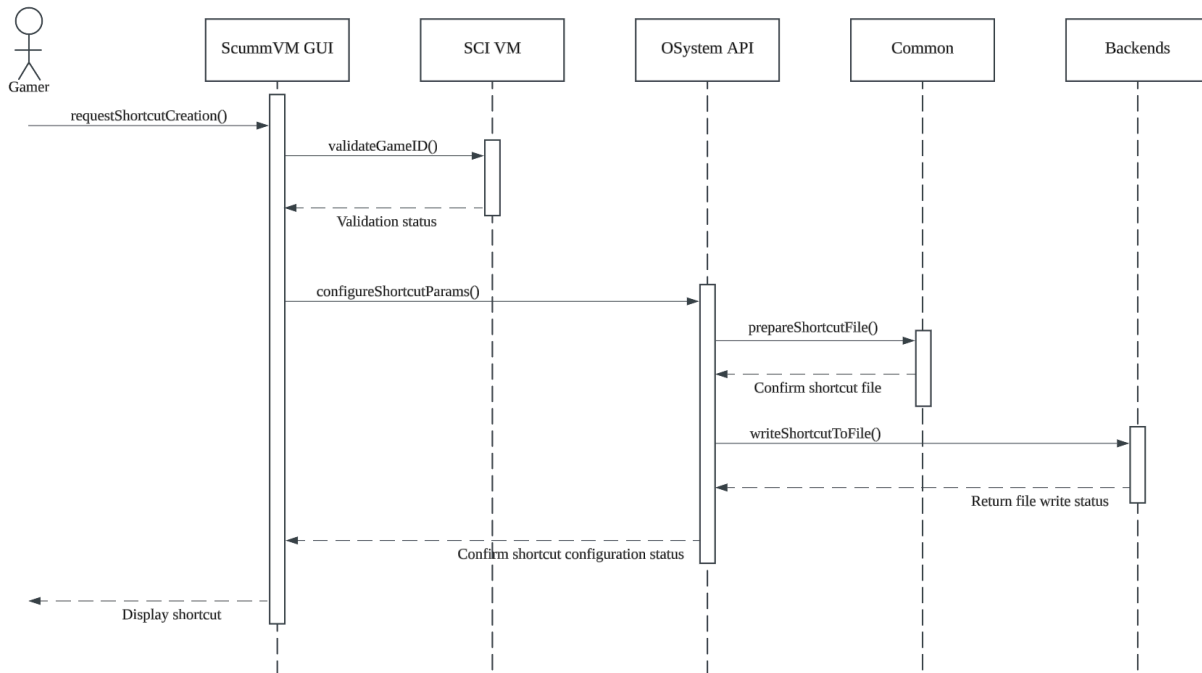 ScummVM GUI
SCI VM
OSystem API
Common
Backends
Gamer
requestShortcutCreation()
validateGameID()
Validation status
configureShortcutParams()
prepareShortcutFile()
Confirm shortcut file
writeShortcutToFile()
Return file write status
Confirm shortcut configuration status
Display shortcut